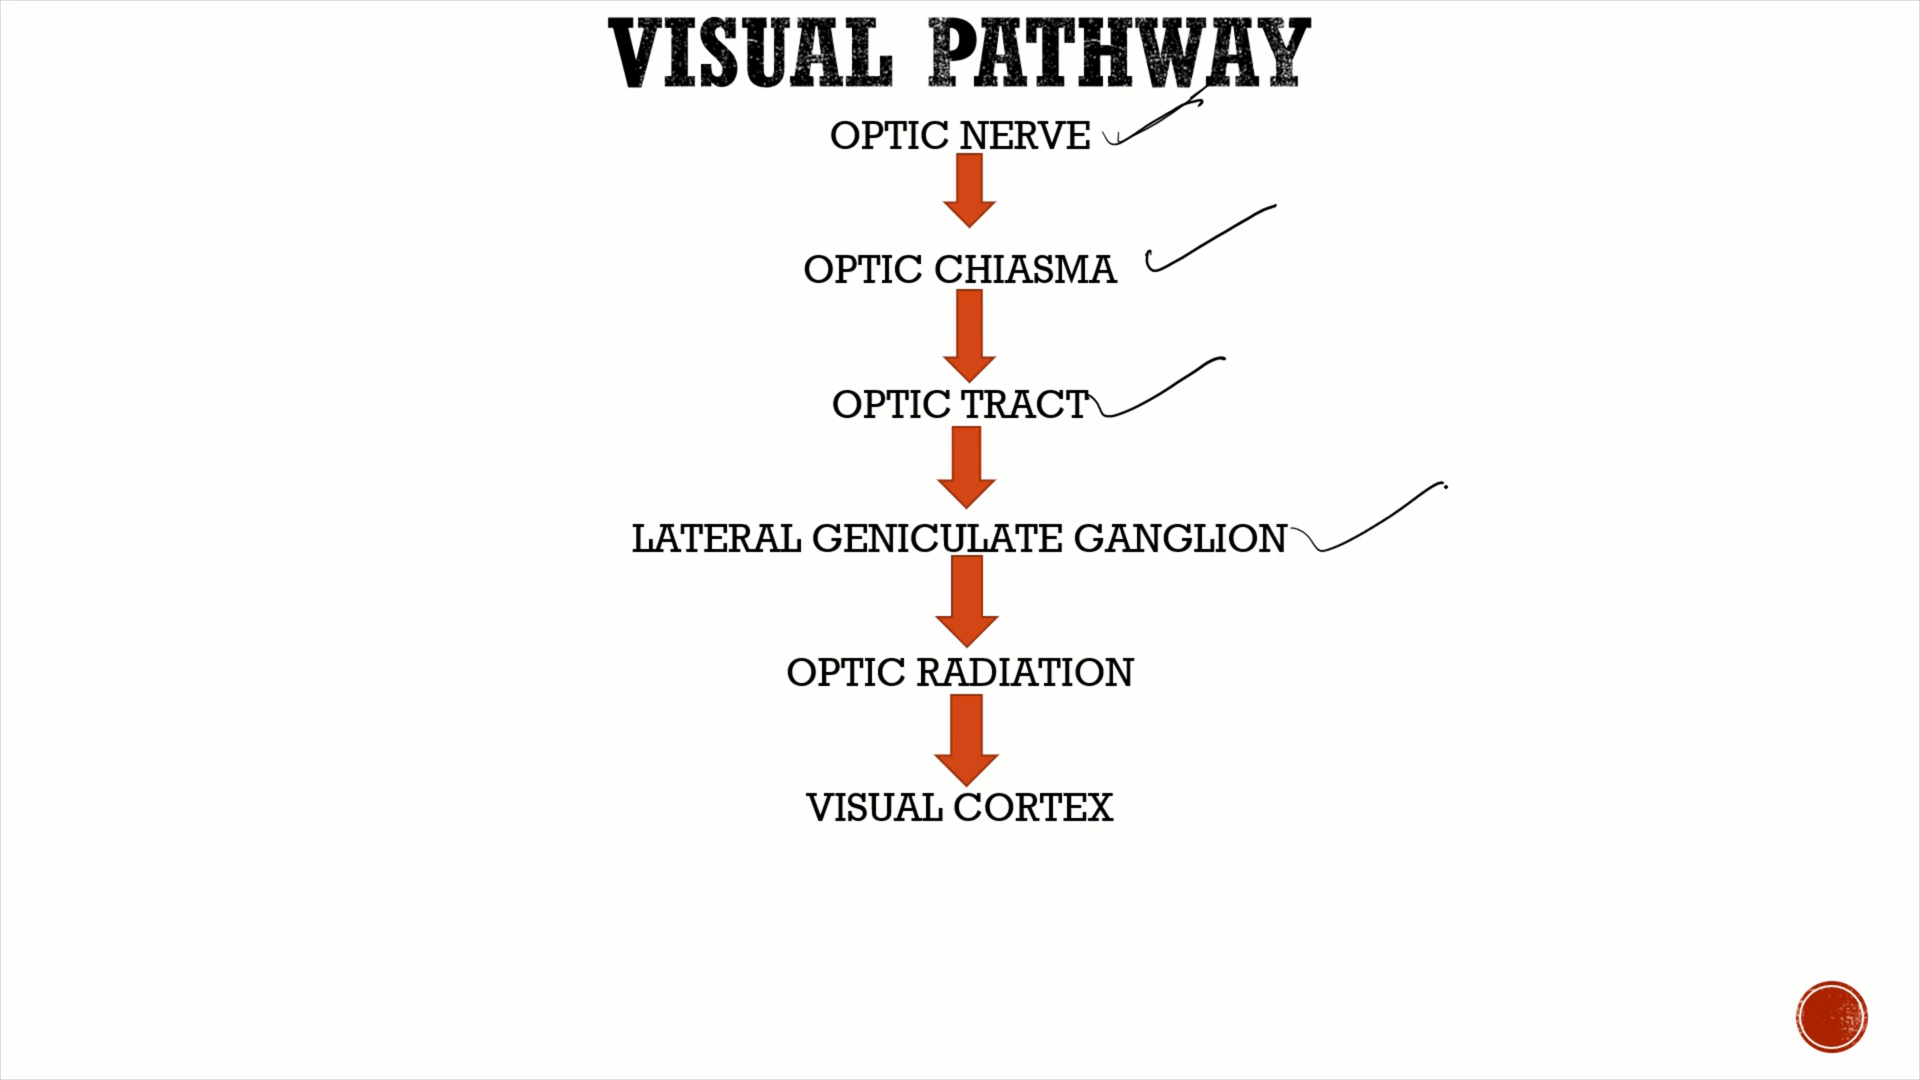 VISUAL PATHWAY
OPTIC NERVE
OPTIC CHIASMA
OPTIC TRACT
LATERAL GENICULATE GANGLION
OPTIC RADIATION
VISUAL CORTEX